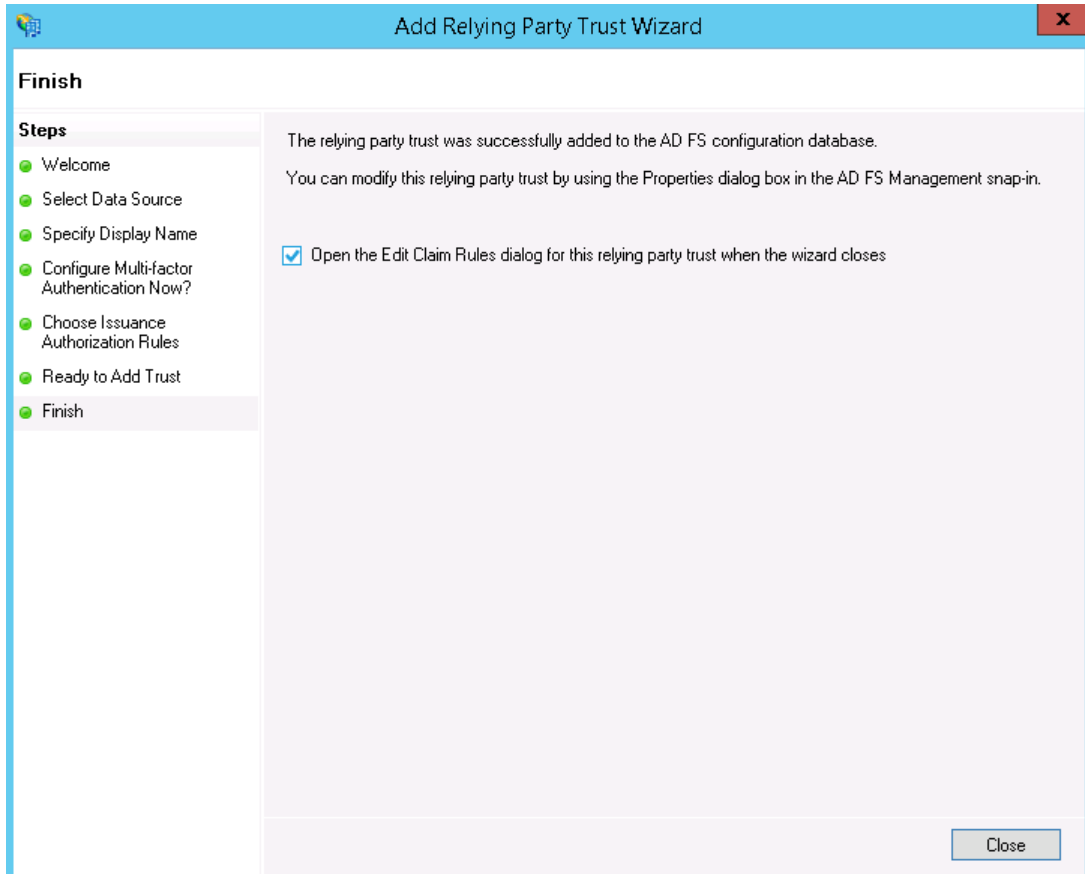 Add Relying Party Trust Wizard
x
Finish
Steps
Welcome
Select Data Source
Specify Display Name
Configure Multi-factor
Authentication Now?
Choose Issuance
Authorization Rules
Ready to Add Trust
Finish
The relying party trust was successfully added to the AD FS configuration database.
You can modify this relying party trust by using the Properties dialog box in the AD FS Management snap-in.
Open the Edit Claim Rules dialog for this relying party trust when the wizard closes
Close